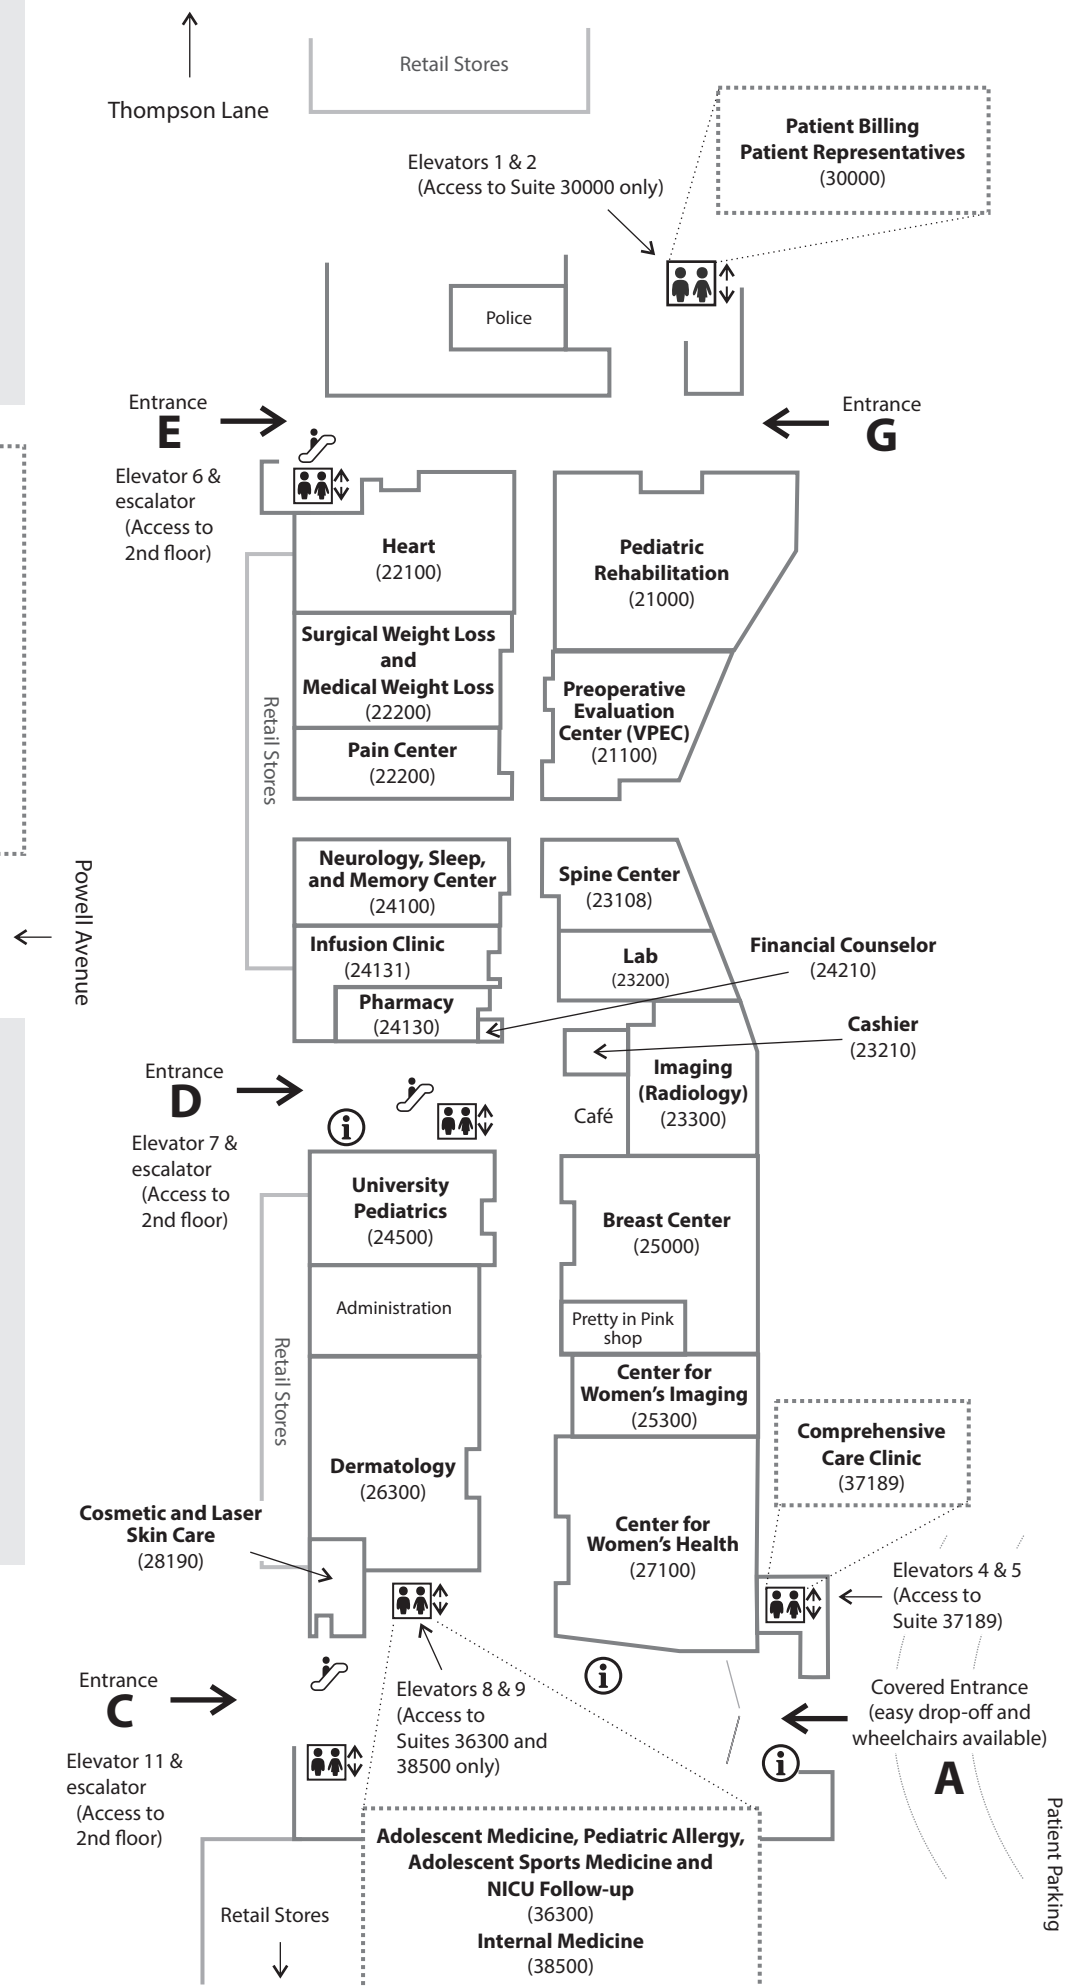 Retail Stores
Thompson Lane
Patient Billing
Patient Representatives
(30000)
Elevators 1 & 2
(Access to Suite 30000 only)
Police
Entrance
E
Entrance
G
Elevator 6 &
escalator
(Access to
2nd floor)
Heart
(22100)
Pediatric
Rehabilitation
(21000)
Surgical Weight Loss
and
Medical Weight Loss
(22200)
Preoperative
Evaluation
Center (VPEC)
(21100)
Retail Stores
Pain Center
(22200)
Powell Avenue
Neurology, Sleep,
and Memory Center
(24100)
Spine Center
(23108)
Infusion Clinic
(24131)
Lab
(23200)
Financial Counselor
(24210)
Pharmacy
(24130)
Cashier
(23210)
Imaging
(Radiology)
(23300)
Café
Entrance
D
i
Elevator 7 &
escalator
(Access to
2nd floor)
University
Pediatrics
(24500)
Breast Center
(25000)
Administration
Pretty in Pink
shop
Retail Stores
Center for
Women's Imaging
(25300)
Comprehensive
Care Clinic
(37189)
Dermatology
(26300)
Cosmetic and Laser
Skin Care
(28190)
Center for
Women's Health
(27100)
Elevators 4 & 5
(Access to
Suite 37189)
i
Entrance
C
Elevators 8 & 9
(Access to
Suites 36300 and
38500 only)
Covered Entrance
(easy drop-off and
wheelchairs available)
A
i
Elevator 11 &
escalator
(Access to
2nd floor)
Patient Parking
Adolescent Medicine, Pediatric Allergy,
Adolescent Sports Medicine and
NICU Follow-up
(36300)
Internal Medicine
(38500)
Retail Stores